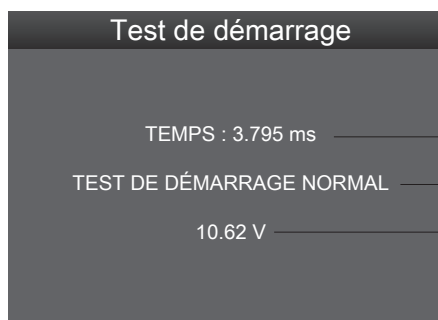 Test de démarrage
TEMPS : 3.795 ms
TEST DE DÉMARRAGE NORMAL
10.62 V